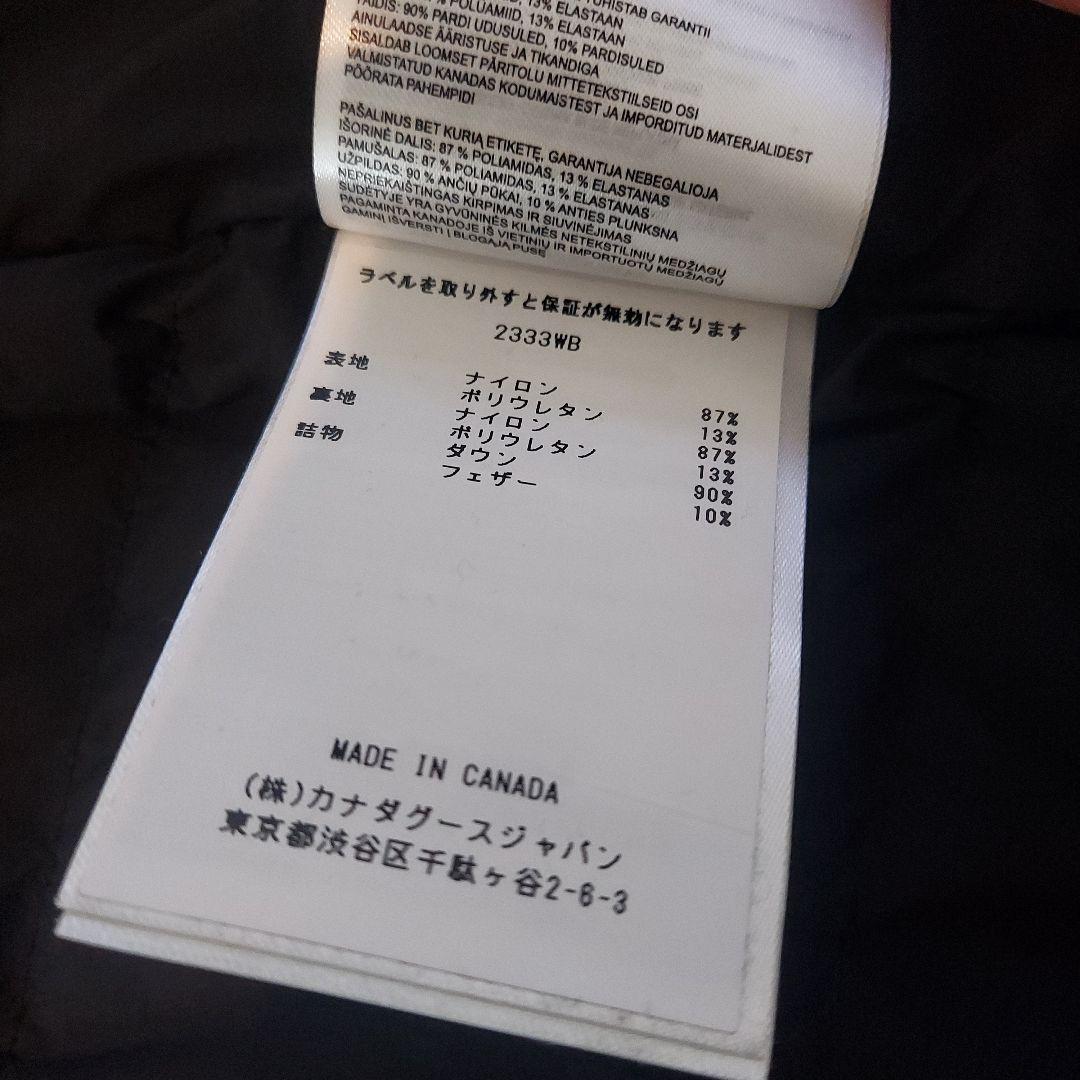 TÜHISTAB GARANTII
13% ELASTAAN
% POLÜAMIID, 13% ELASTAAN
TÄIDIS: 90% PARDI UDUSULED, 10% PARDISULED
AINULAADSE ÄÄRISTUSE JA TIKANDIGA
SISALDAB LOOMSET PÄRITOLU MITTETEKSTIILSEID OSI
VALMISTATUD KANADAS KODUMAISTEST JA IMPORDITUD MATERJALIDEST
PÖÖRATA PAHEMPIDI
PAŠALINUS BET KURIĄ ETIKETĘ, GARANTIJA NEBEGALIOJA
IŠORINĖ DALIS: 87 % POLIAMIDAS, 13 % ELASTANAS
PAMUŠALAS: 87 % POLIAMIDAS, 13 % ELASTANAS
UŽPILDAS: 90 % ANČIŲ PŪKAI, 10 % ANTIES PLUNKSNA
NEPRIEKAIŠTINGAS KIRPIMAS IR SIUVINĖJIMAS
SUDĖTYJE YRA GYVŪNINĖS KILMĖS NETEKSTILINIŲ MEDŽIAGŲ
PAGAMINTA KANADOJE IŠ VIETINIŲ IR IMPORTUOTŲ MEDŽIAGŲ
GAMINĮ IŠVERSTI Į BLOGĄJĄ PUSĘ
ラベルを取り外すと保証が無効になります
2333WB
表地 ナイロン 87%
ポリウレタン 13%
裏地 ナイロン 87%
ポリウレタン 13%
詰物 ダウン 90%
フェザー 10%
MADE IN CANADA
(株)カナダグースジャパン
東京都渋谷区千駄ヶ谷2-6-3